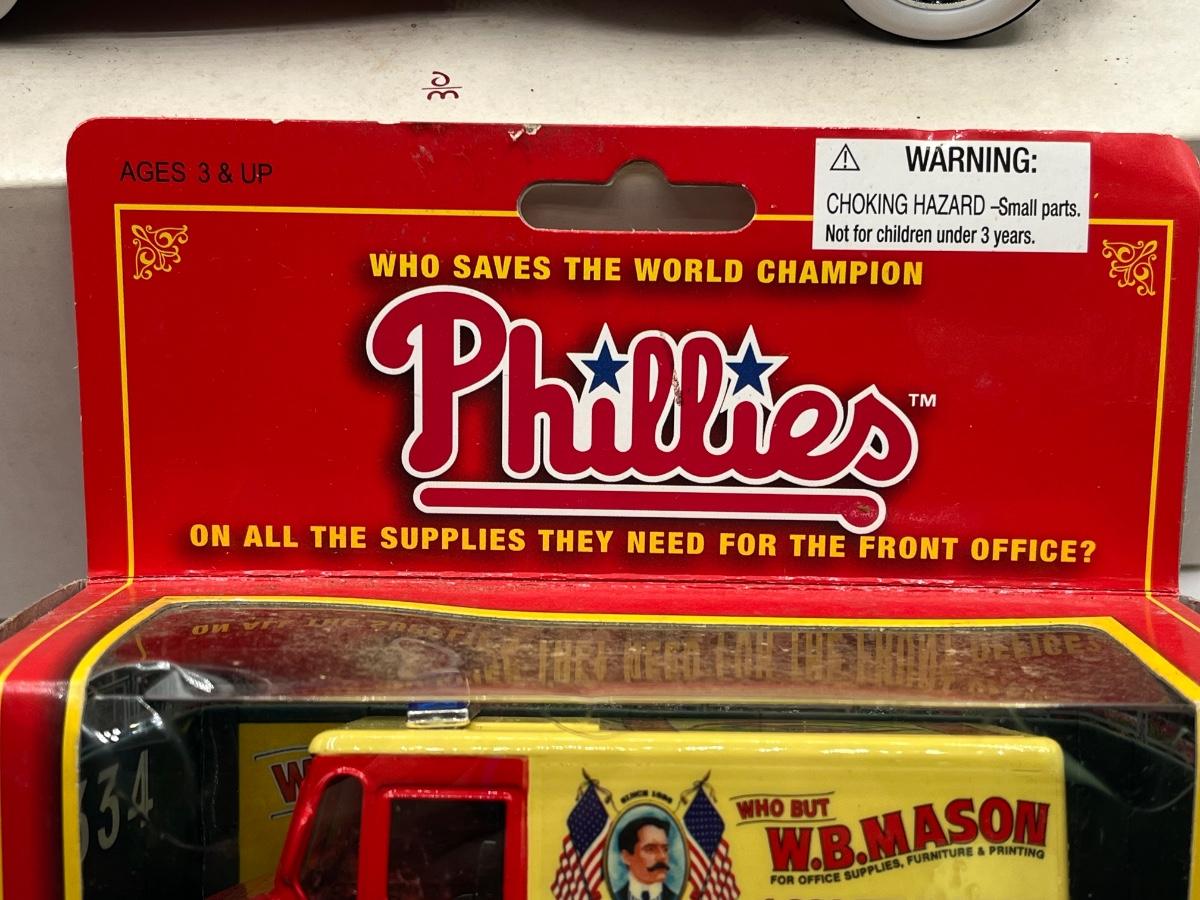 AGES 3 & UP
WARNING:
CHOKING HAZARD –Small parts.
Not for children under 3 years.
WHO SAVES THE WORLD CHAMPION
Phillies™
ON ALL THE SUPPLIES THEY NEED FOR THE FRONT OFFICE?
334
SINCE 1898
WHO BUT
W.B.MASON
FOR OFFICE SUPPLIES, FURNITURE & PRINTING